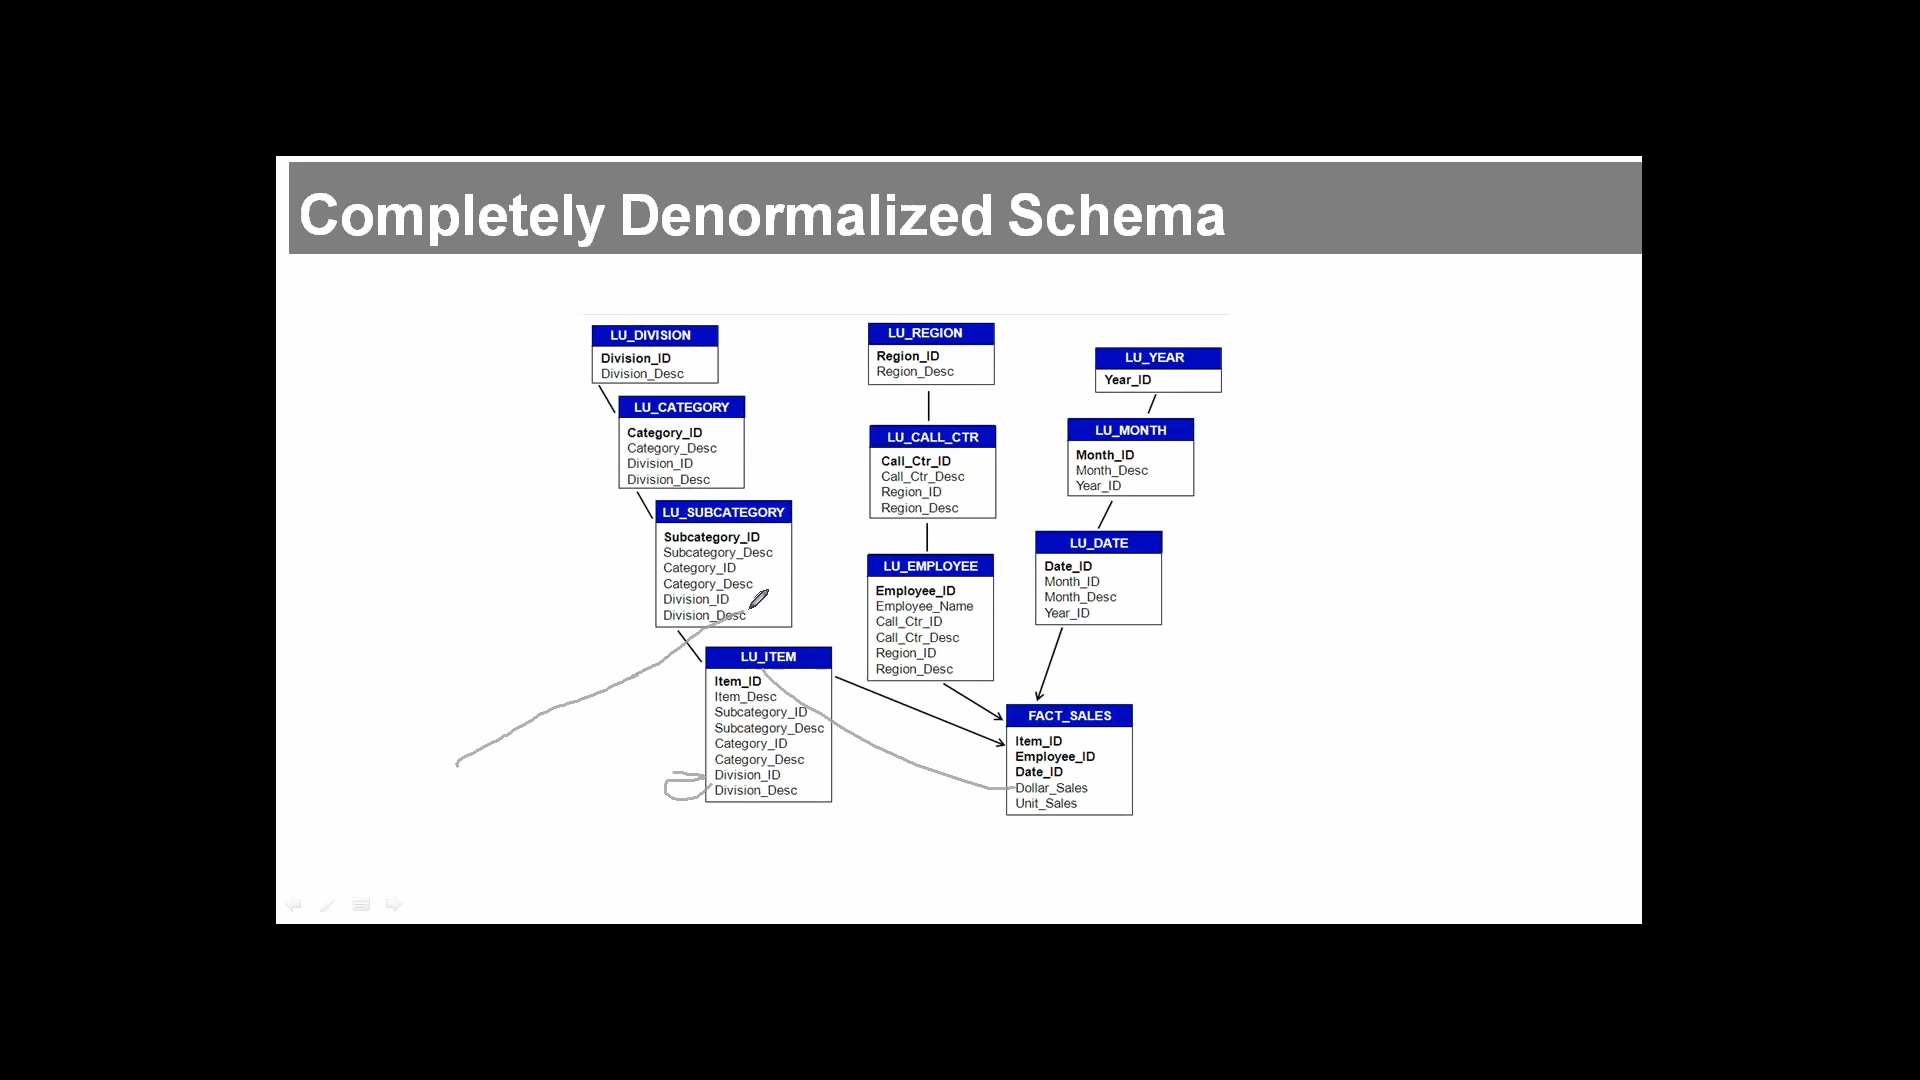 Completely Denormalized Schema
LU_DIVISION
Division_ID
Division_Desc
LU_CATEGORY
Category_ID
Category_Desc
Division_ID
Division_Desc
LU_SUBCATEGORY
Subcategory_ID
Subcategory_Desc
Category_ID
Category_Desc
Division_ID
Division_Desc
LU_ITEM
Item_ID
Item_Desc
Subcategory_ID
Subcategory_Desc
Category_ID
Category_Desc
Division_ID
Division_Desc
LU_REGION
Region_ID
Region_Desc
LU_CALL_CTR
Call_Ctr_ID
Call_Ctr_Desc
Region_ID
Region_Desc
LU_EMPLOYEE
Employee_ID
Employee_Name
Call_Ctr_ID
Call_Ctr_Desc
Region_ID
Region_Desc
LU_YEAR
Year_ID
LU_MONTH
Month_ID
Month_Desc
Year_ID
LU_DATE
Date_ID
Month_ID
Month_Desc
Year_ID
FACT_SALES
Item_ID
Employee_ID
Date_ID
Dollar_Sales
Unit_Sales